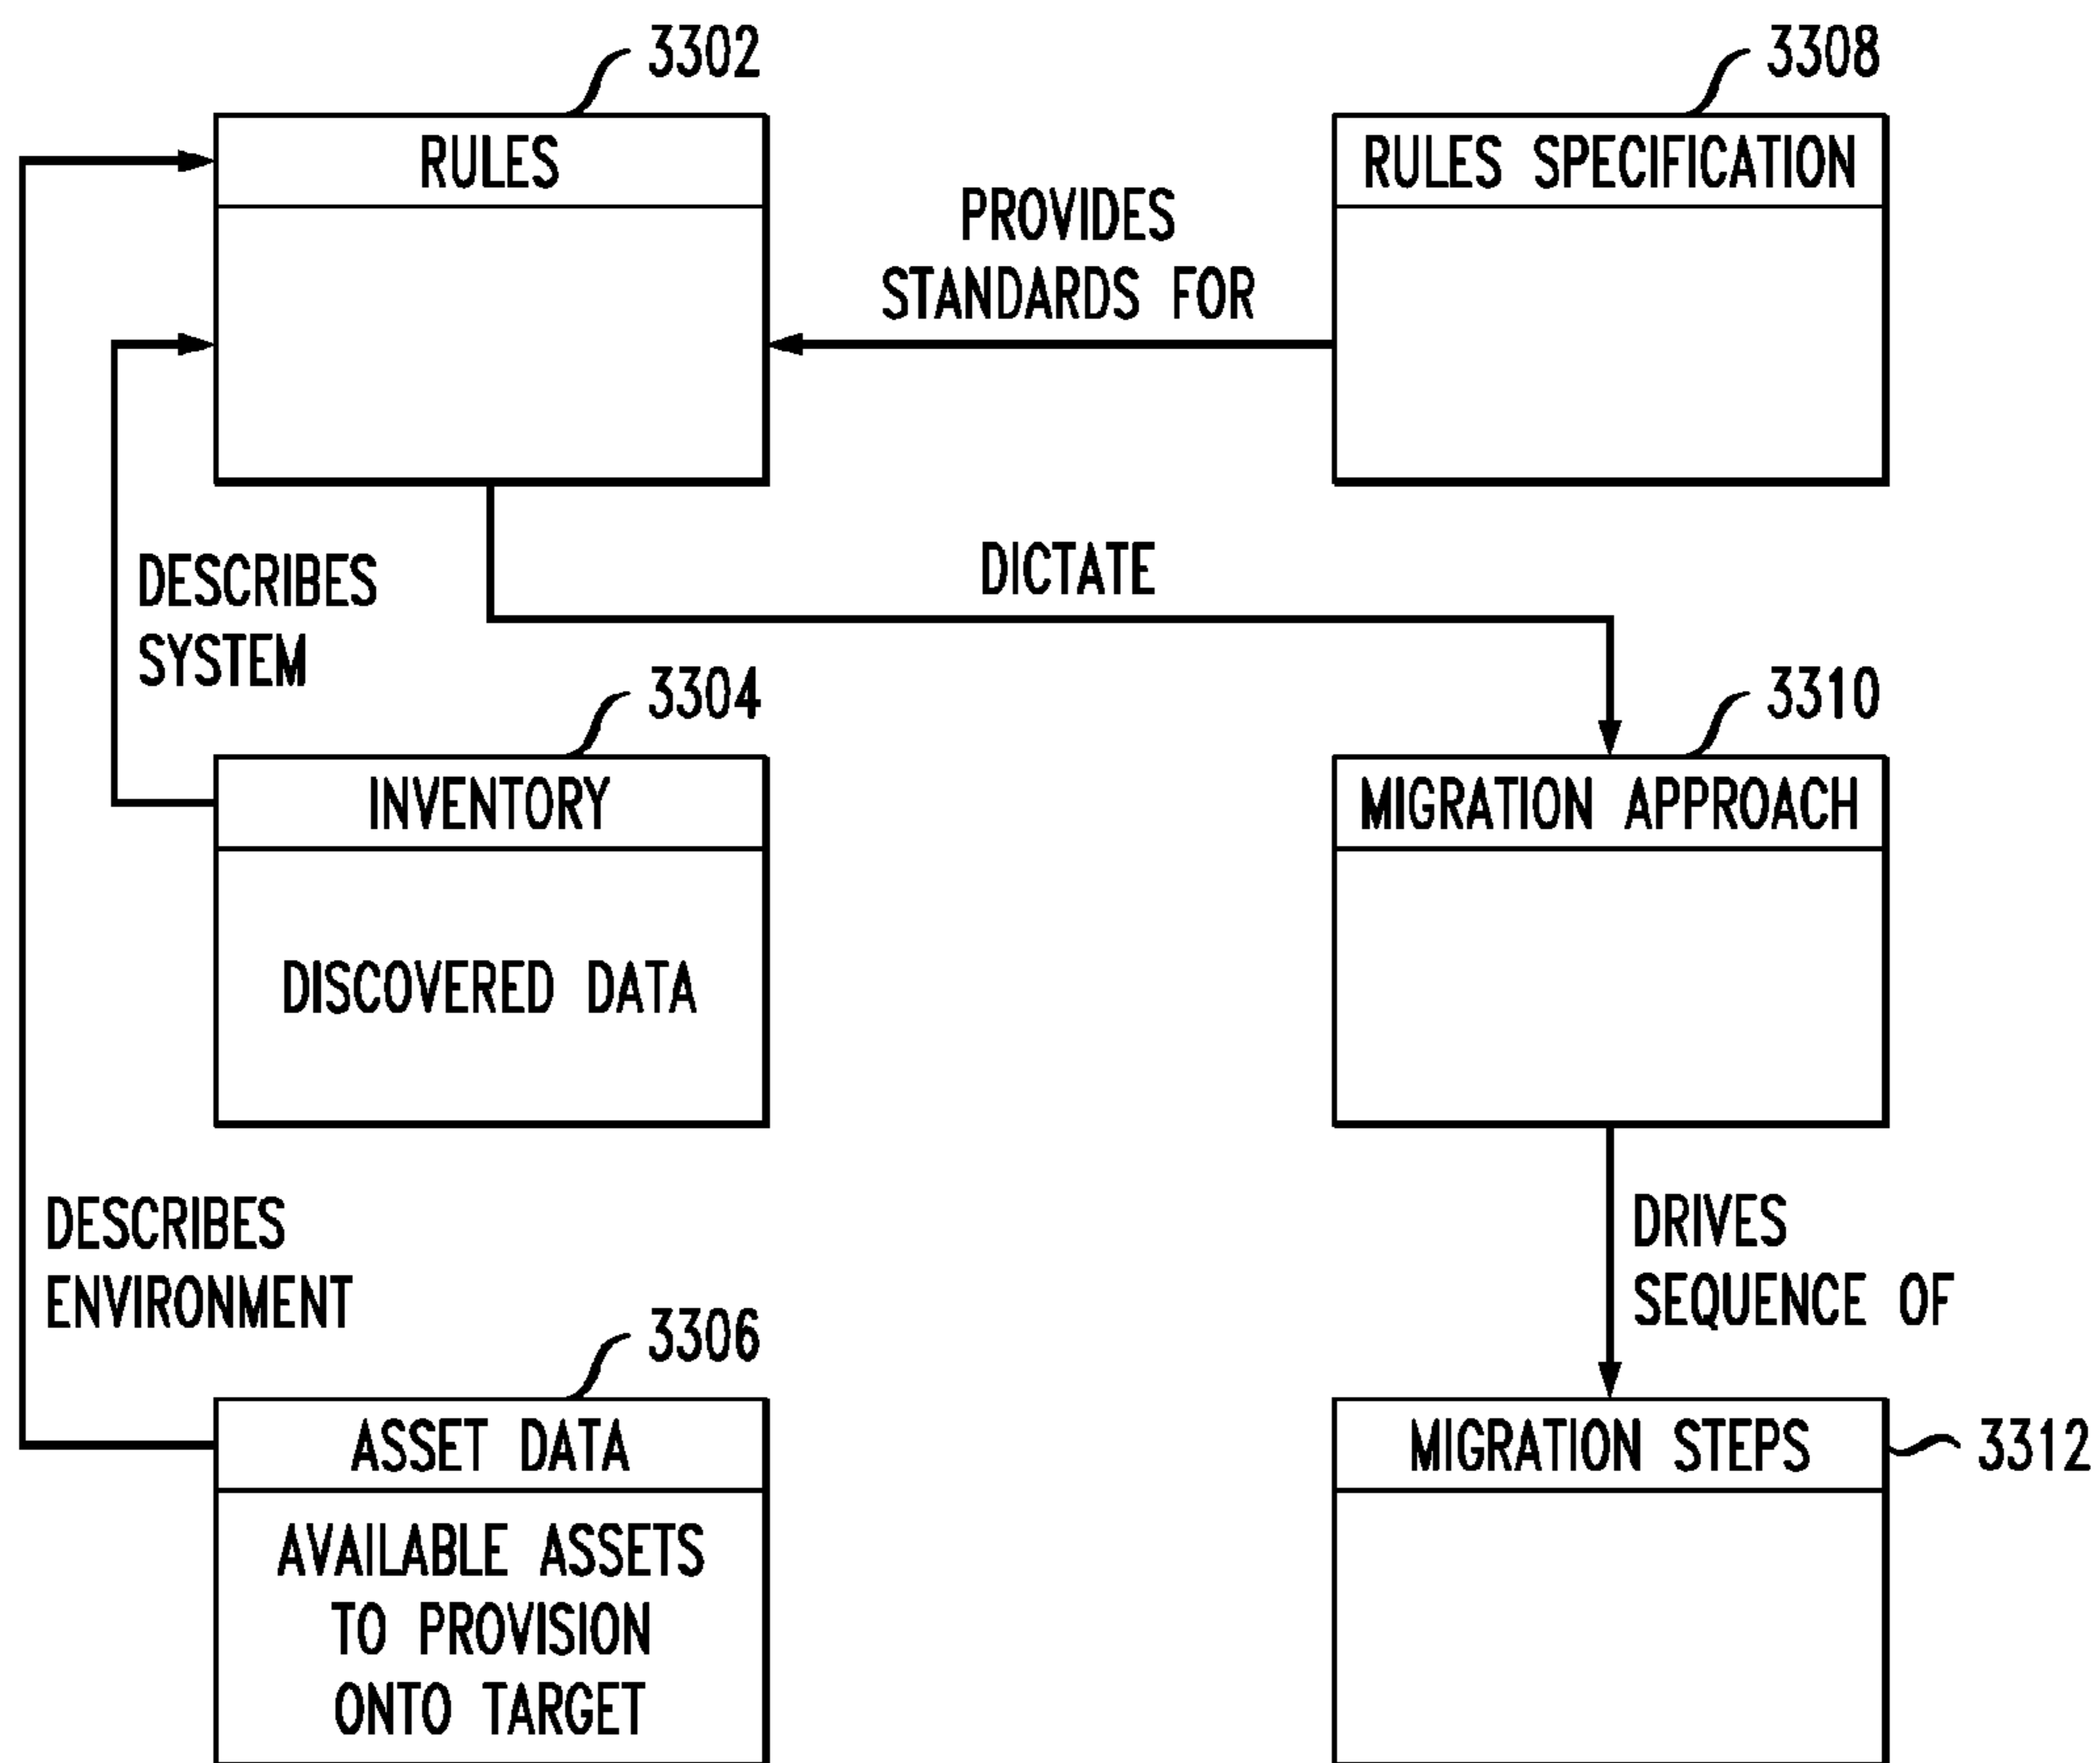 3302
3308
RULES
RULES SPECIFICATION
PROVIDES
STANDARDS FOR
DESCRIBES
SYSTEM
DICTATE
3304
3310
INVENTORY
MIGRATION APPROACH
DISCOVERED DATA
DESCRIBES
ENVIRONMENT
DRIVES
SEQUENCE OF
3306
ASSET DATA
MIGRATION STEPS
3312
AVAILABLE ASSETS
TO PROVISION
ONTO TARGET